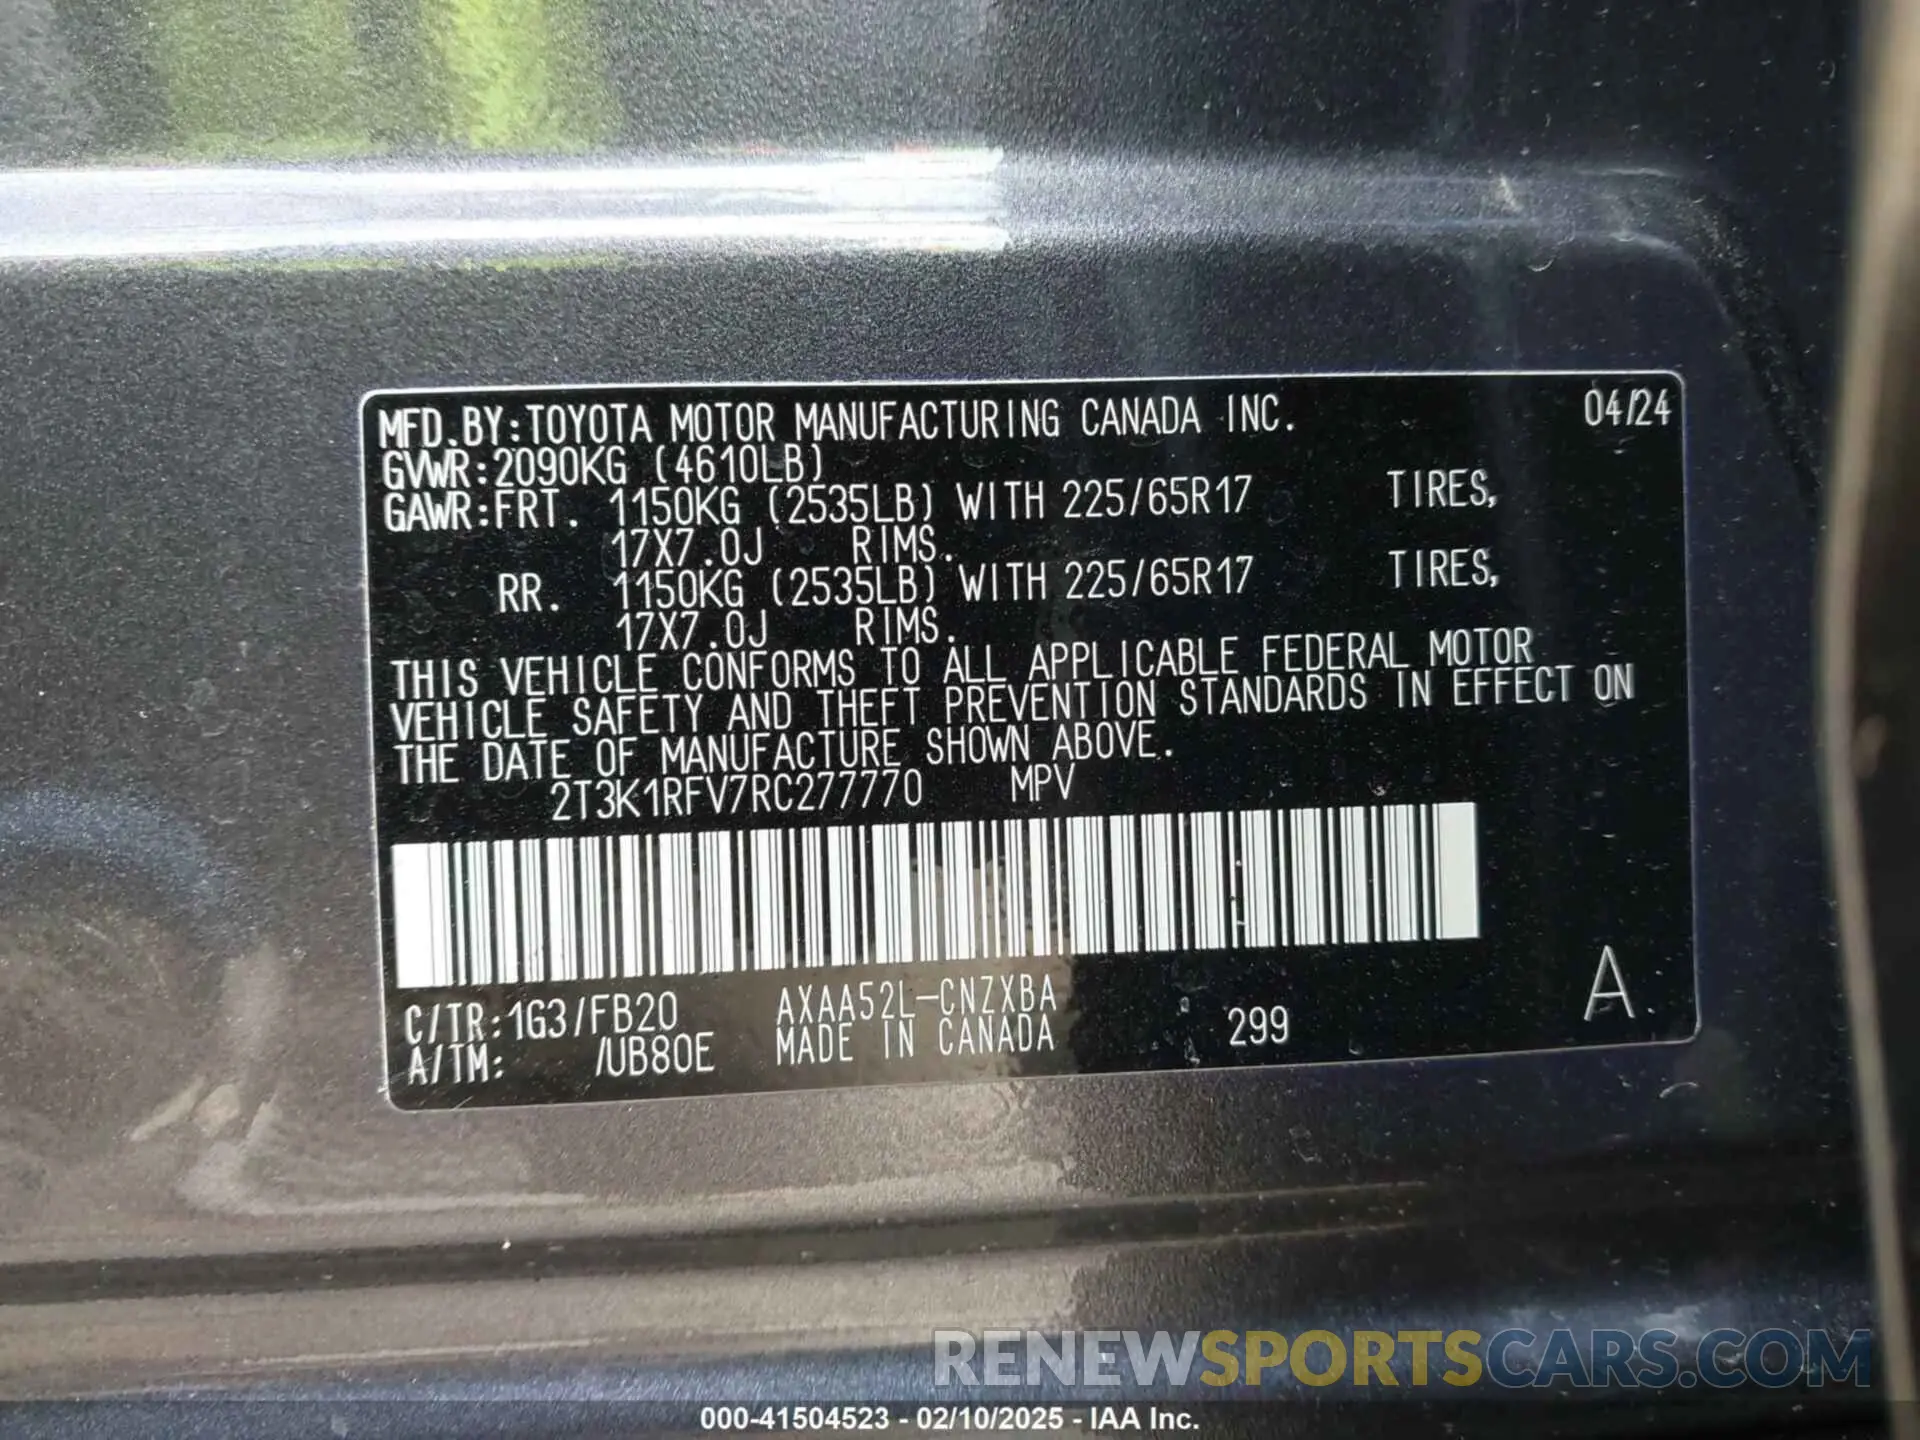 MFD.BY:TOYOTA MOTOR MANUFACTURING CANADA INC. 04/24
GVWR:2090KG (4610LB)
GAWR:FRT. 1150KG (2535LB) WITH 225/65R17 TIRES,
17X7.0J RIMS.
RR. 1150KG (2535LB) WITH 225/65R17 TIRES,
17X7.0J RIMS.
THIS VEHICLE CONFORMS TO ALL APPLICABLE FEDERAL MOTOR
VEHICLE SAFETY AND THEFT PREVENTION STANDARDS IN EFFECT ON
THE DATE OF MANUFACTURE SHOWN ABOVE.
2T3K1RFV7RC277770 MPV
C/TR:1G3/FB20 AXAA52L-CNZXBA
A/TM: /UB80E MADE IN CANADA 299 A
RENEWSPORTSCARS.COM
000-41504523 - 02/10/2025 - IAA Inc.